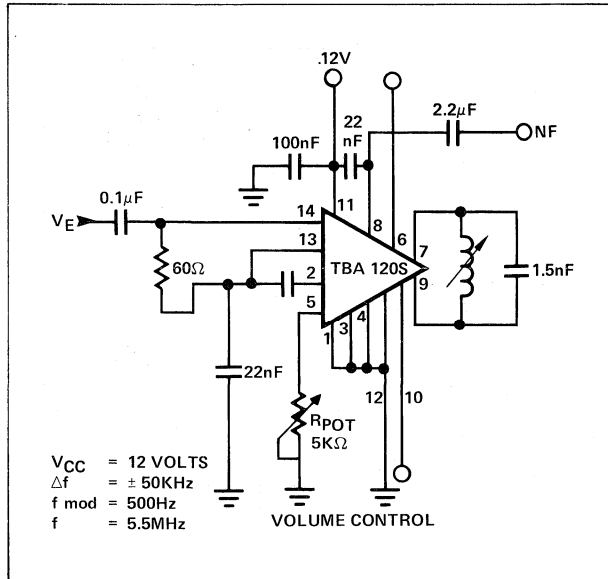 .12V
2.2μF
22
nF
NF
100nF
0.1μF
11
8
6
VE
14
7
13
60Ω
2
TBA 120S
9
1.5nF
5
1
3
4
22nF
12
10
RPOT
5KΩ
VCC = 12 VOLTS
Δf = ± 50KHz
f mod = 500Hz
f = 5.5MHz
VOLUME CONTROL